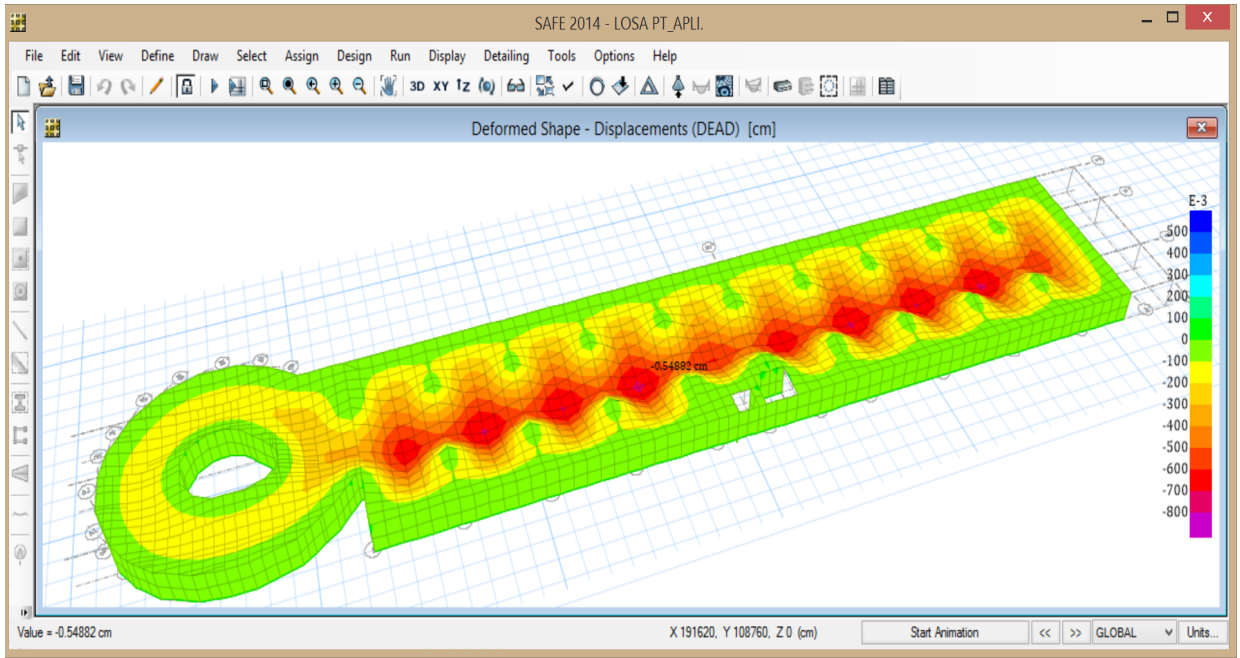 SAFE 2014 - LOSA PT_APLI.
File Edit View Define Draw Select Assign Design Run Display Detailing Tools Options Help
3D XY
Deformed Shape - Displacements (DEAD) [cm]
E-3
500
400
300
200
100
0
-100
-200
-300
-400
-500
-600
-700
-800
-0.54882 cm
Value = -0.54882 cm
X 191620, Y 108760, Z 0 (cm)
Start Animation
<< >>
GLOBAL
Units...